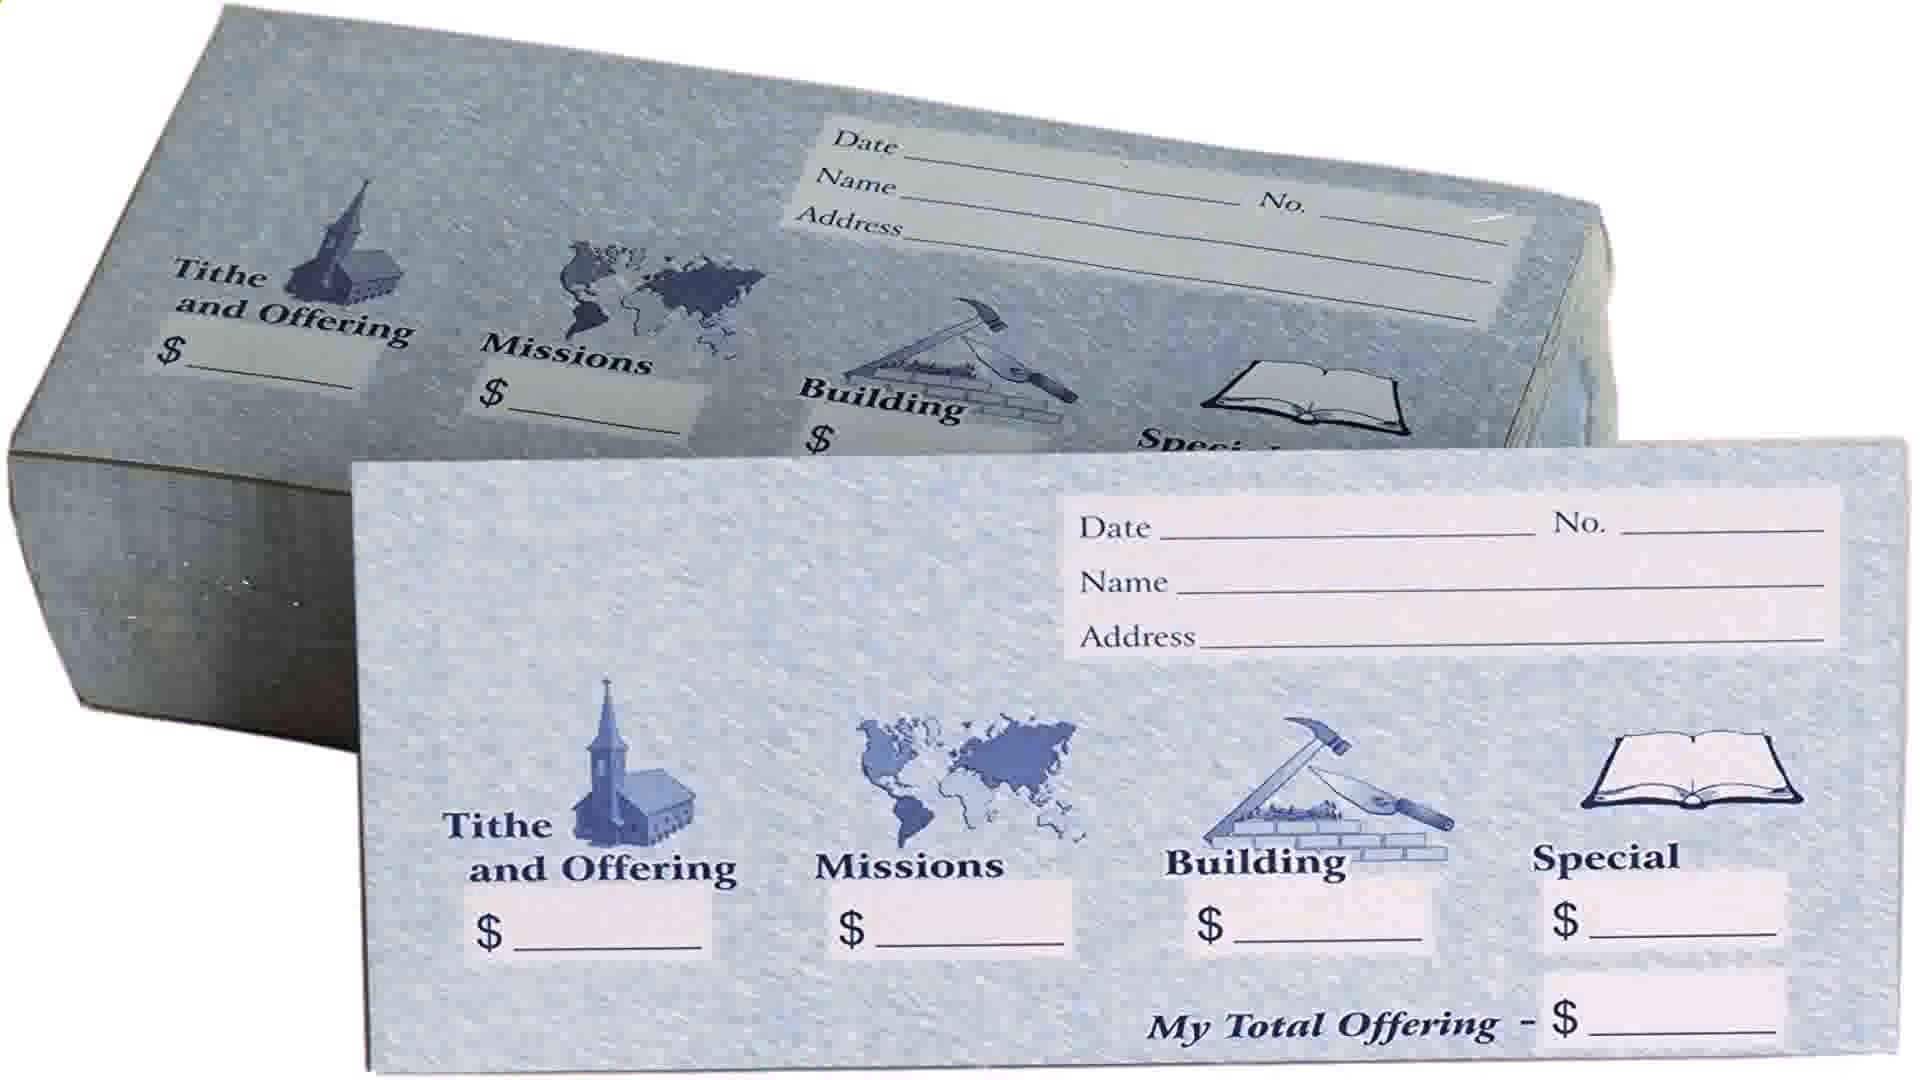 Date
No.
Name
Address
Tithe
and Offering
$
Missions
$
Building
$
Special
Date No.
Name
Address
Tithe
and Offering
Missions
Building
Special
$ $ $ $
My Total Offering - $